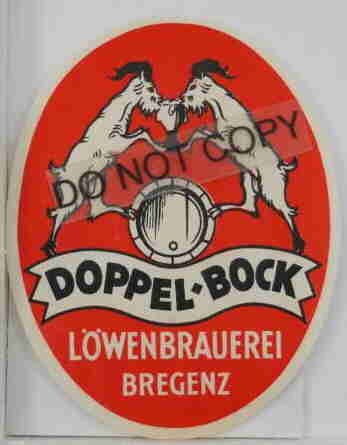 DO NOT COPY
DOPPEL-BOCK
LÖWENBRAUEREI
BREGENZ